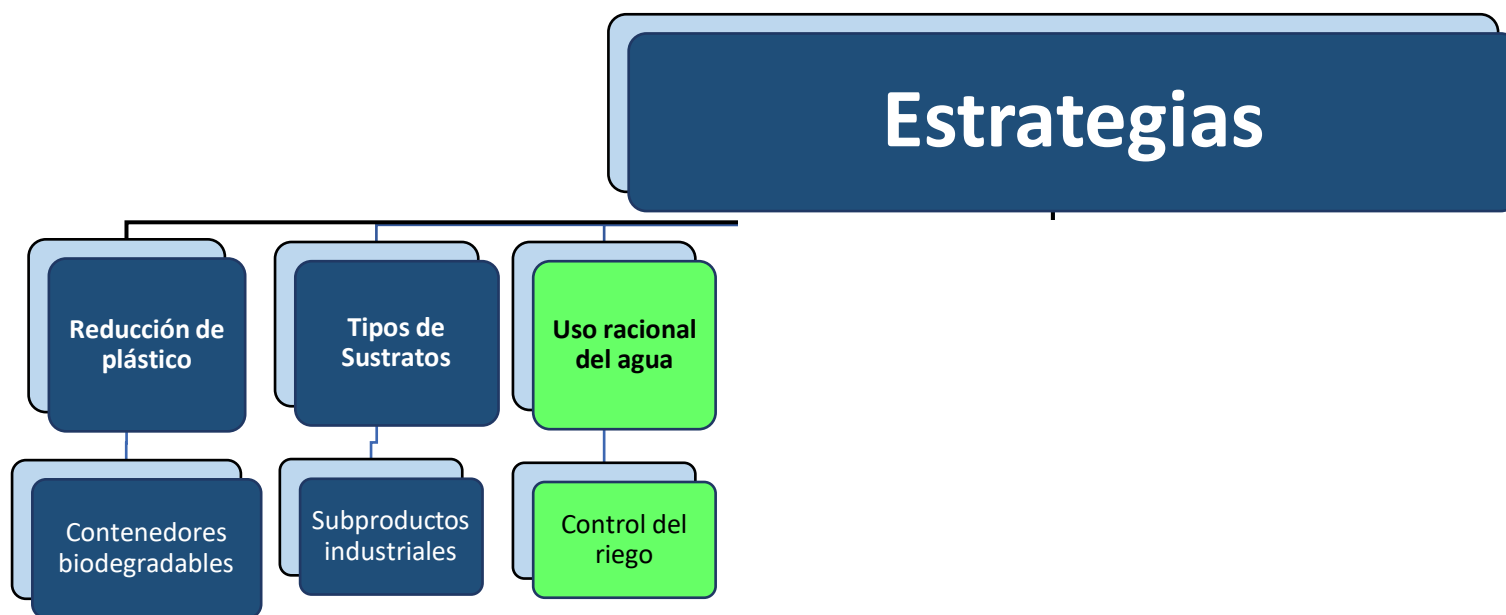 Estrategias
Reducción de
plástico
Tipos de
Sustratos
Uso racional
del agua
Contenedores
biodegradables
Subproductos
industriales
Control del
riego